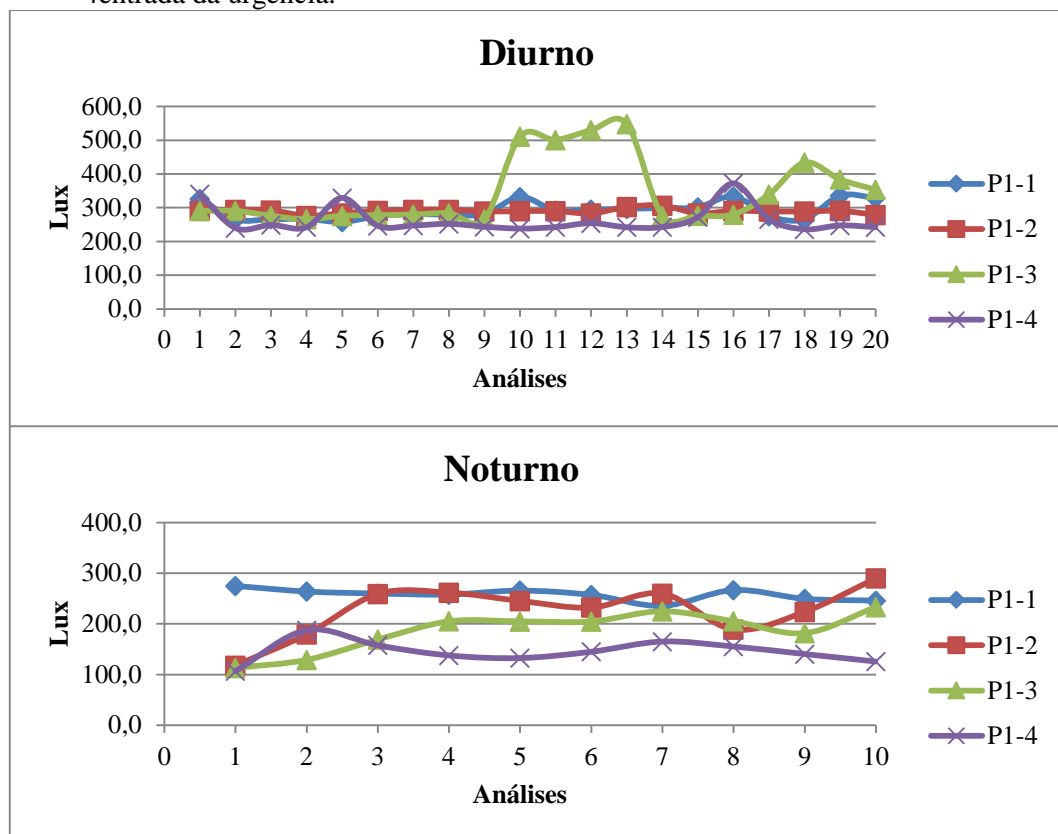 entrada da urgência.
Diurno
600,0
500,0
400,0
300,0
200,0
100,0
0,0
Lux
0 1 2 3 4 5 6 7 8 9 10 11 12 13 14 15 16 17 18 19 20
Análises
P1-1
P1-2
P1-3
P1-4
Noturno
400,0
300,0
200,0
100,0
0,0
Lux
0 1 2 3 4 5 6 7 8 9 10
Análises
P1-1
P1-2
P1-3
P1-4